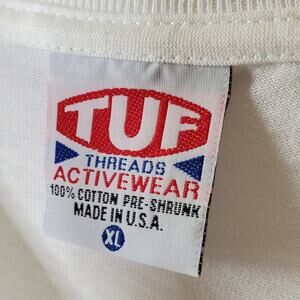 TUF
THREADS
ACTIVEWEAR
100% COTTON PRE-SHRUNK
MADE IN U.S.A.
XL